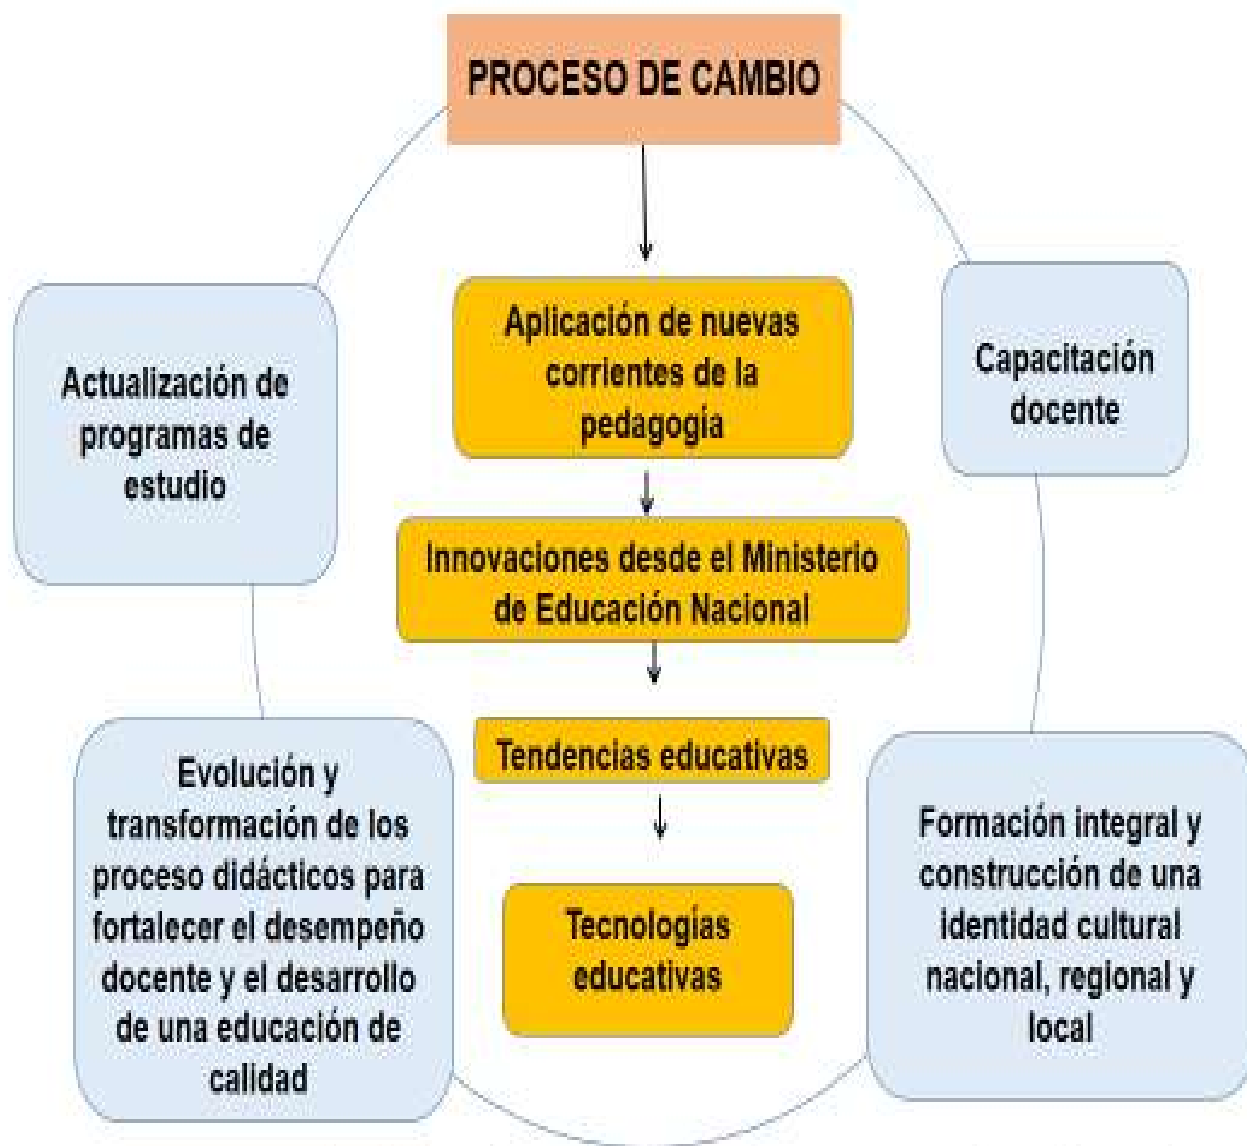 PROCESO DE CAMBIO
Aplicación de nuevas
corrientes de la
pedagogía
Capacitación
docente
Actualización de
programas de
estudio
Innovaciones desde el Ministerio
de Educación Nacional
Tendencias educativas
Evolución y
transformación de los
proceso didácticos para
fortalecer el desempeño
docente y el desarrollo
de una educación de
calidad
Tecnologías
educativas
Formación integral y
construcción de una
identidad cultural
nacional, regional y
local